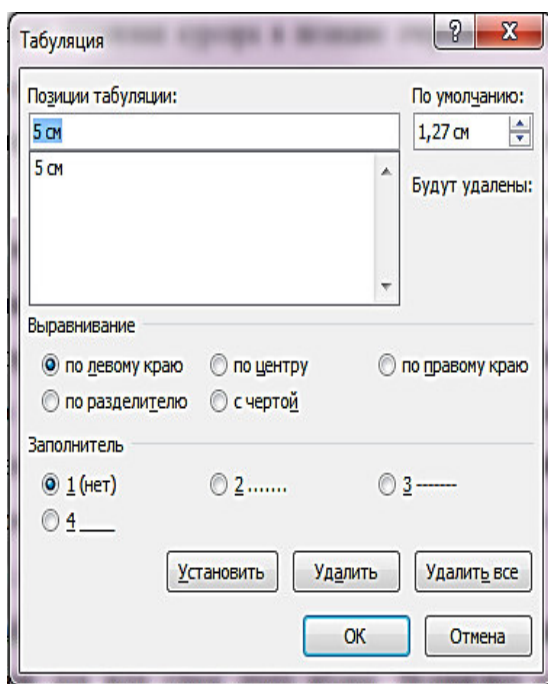 Табуляция
Позиции табуляции: По умолчанию:
5 см 1,27 см
5 см
Будут удалены:
Выравнивание
по левому краю по центру по правому краю
по разделителю с чертой
Заполнитель
1 (нет) 2 ....... 3 -------
4 ____
Установить Удалить Удалить все
ОК Отмена